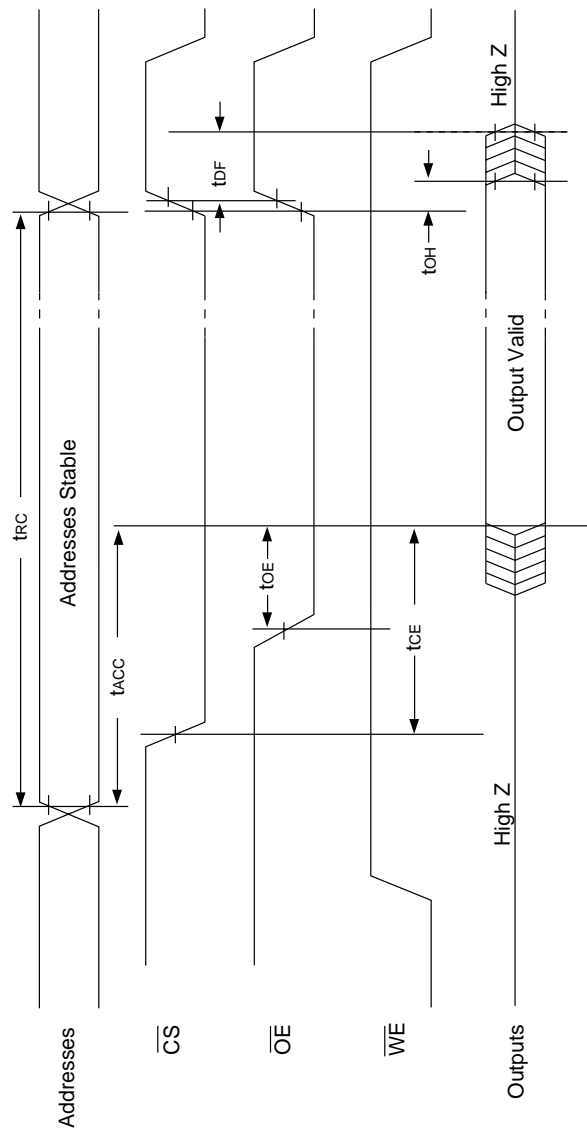 tRC
Addresses
Addresses Stable
tACC
CS
tDF
OE
tOE
WE
tCE
tOH
Outputs
High Z
Output Valid
High Z